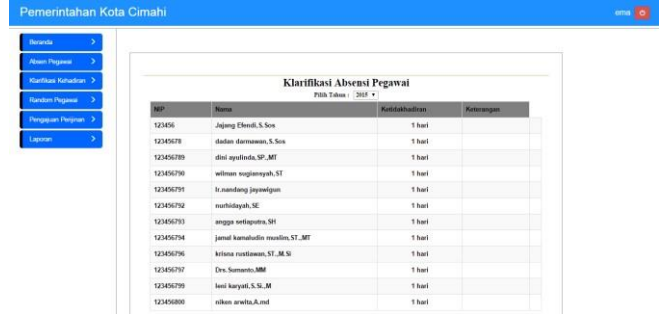 Pemerintahan Kota Cimahi
ema
Beranda >
Absen Pegawai >
Klarifikasi Kehadiran >
Random Pegawai >
Pengajuan Perijinan >
Laporan >
Klarifikasi Absensi Pegawai
Pilih Tahun : 2015
NIP Nama Ketidakhadiran Keterangan
123456 Jajang Efendi,S.Sos 1 hari
12345678 dadan darmawan,S.Sos 1 hari
123456789 dini ayulinda,SP.,MT 1 hari
123456790 wilman sugiansyah,ST 1 hari
123456791 Ir.nandang jayawigun 1 hari
123456792 nurhidayah,SE 1 hari
123456793 angga setiaputra,SH 1 hari
123456794 jamal kamaludin muslim,ST.,MT 1 hari
123456796 krisna rustiawan,ST.,M.Si 1 hari
123456797 Drs.Sumanto,MM 1 hari
123456799 leni karyati,S.Si.,M 1 hari
123456800 niken arwita,A.md 1 hari